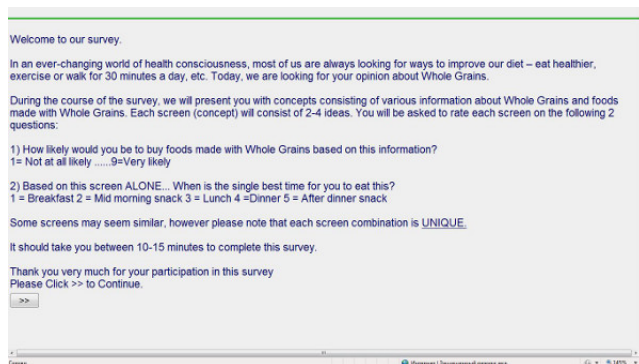 Welcome to our survey.
In an ever-changing world of health consciousness, most of us are always looking for ways to improve our diet – eat healthier,
exercise or walk for 30 minutes a day, etc. Today, we are looking for your opinion about Whole Grains.
During the course of the survey, we will present you with concepts consisting of various information about Whole Grains and foods
made with Whole Grains. Each screen (concept) will consist of 2-4 ideas. You will be asked to rate each screen on the following 2
questions:
1) How likely would you be to buy foods made with Whole Grains based on this information?
1= Not at all likely ......9=Very likely
2) Based on this screen ALONE... When is the single best time for you to eat this?
1 = Breakfast 2 = Mid morning snack 3 = Lunch 4 =Dinner 5 = After dinner snack
Some screens may seem similar, however please note that each screen combination is UNIQUE.
It should take you between 10-15 minutes to complete this survey.
Thank you very much for your participation in this survey
Please Click >> to Continue.
>>